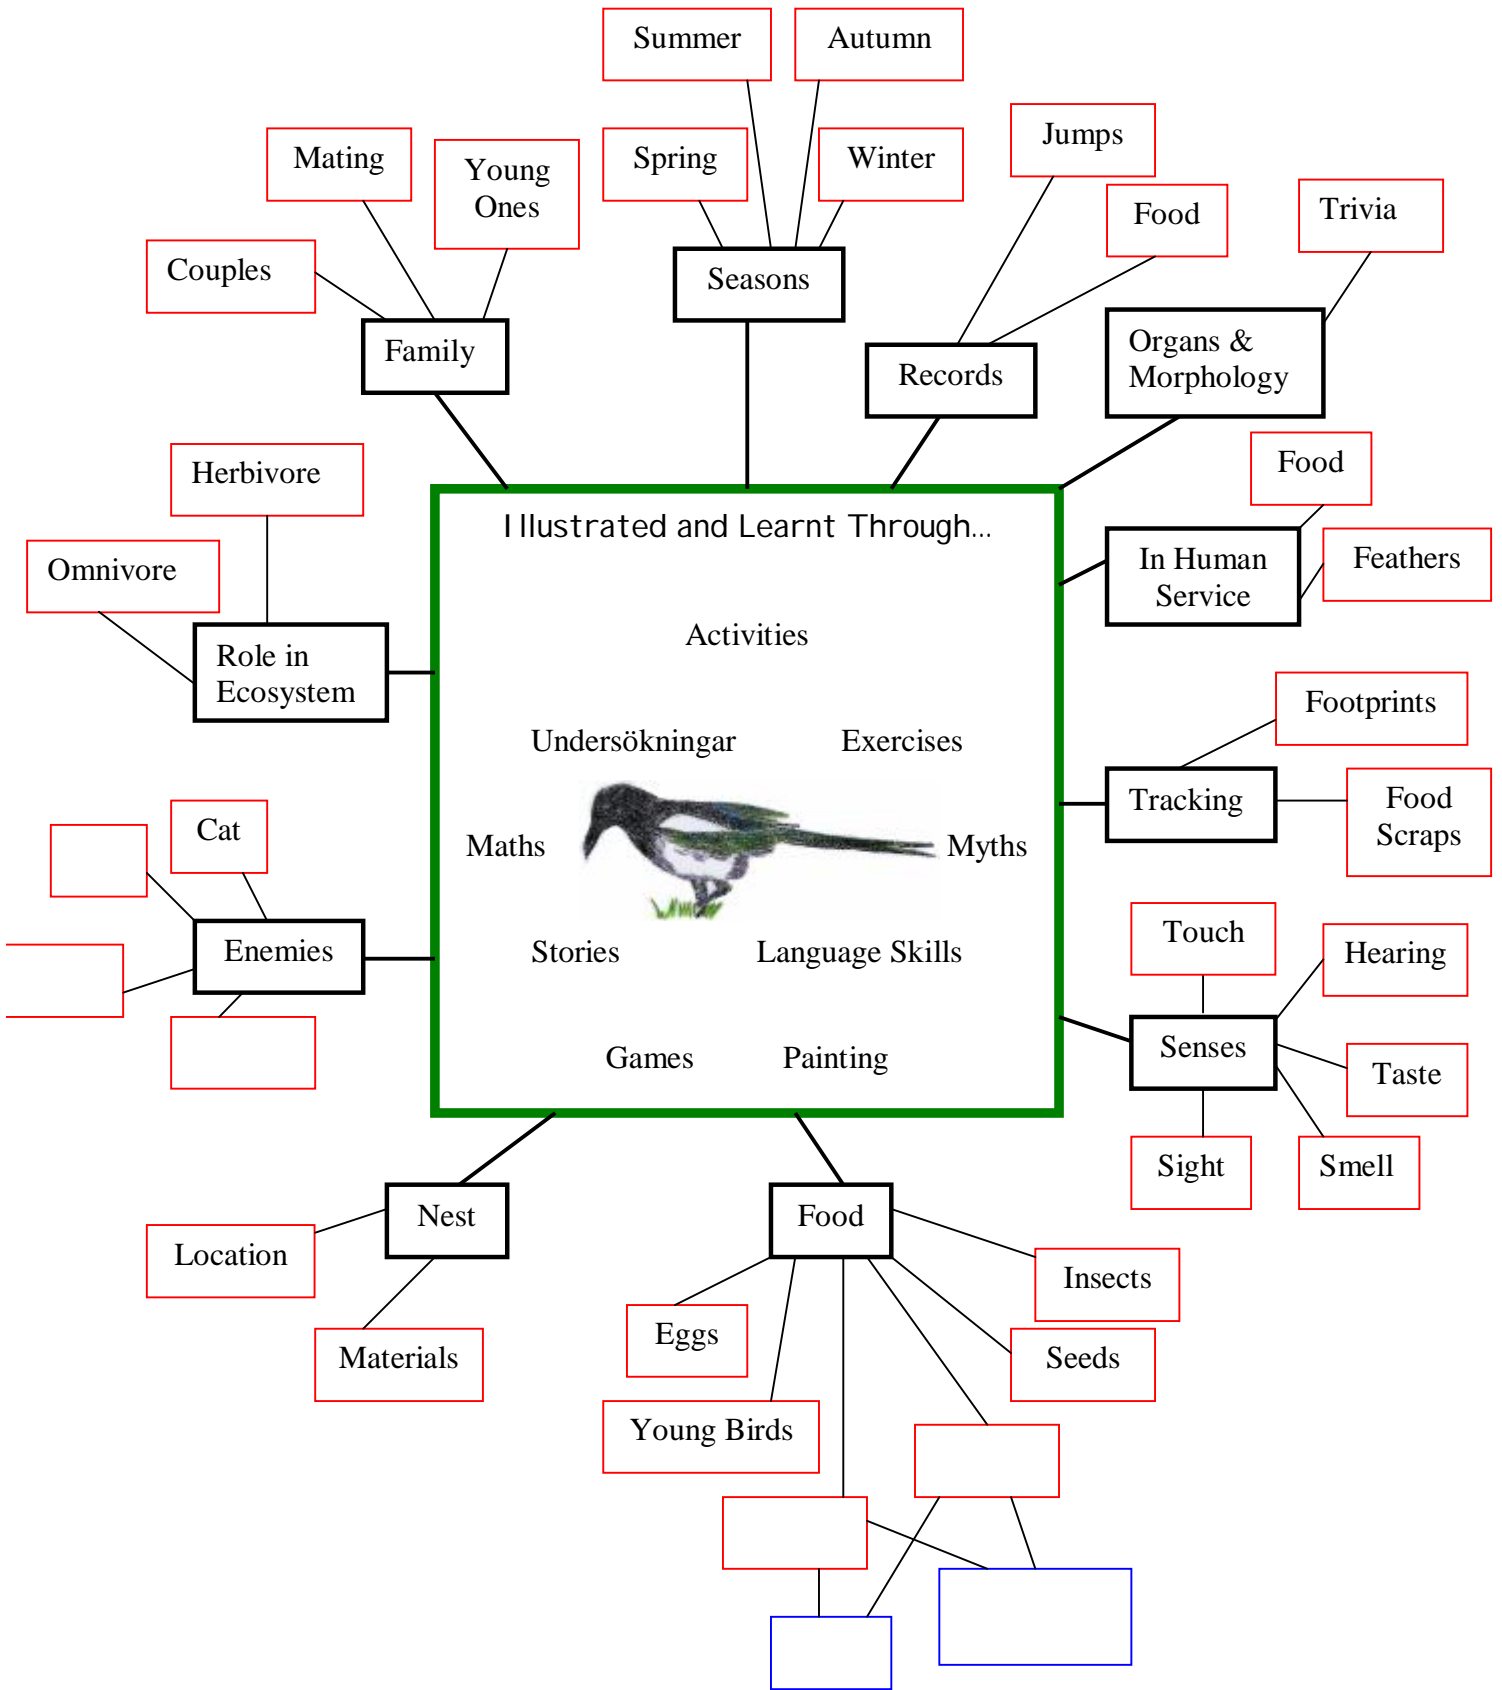 Summer
Autumn
Mating
Young
Ones
Spring
Winter
Jumps
Food
Trivia
Couples
Seasons
Family
Records
Organs &
Morphology
Herbivore
Food
Illustrated and Learnt Through...
Omnivore
In Human
Service
Feathers
Activities
Role in
Ecosystem
Undersökningar
Exercises
Footprints
Tracking
Food
Scraps
Cat
Maths
Myths
Enemies
Stories
Language Skills
Touch
Hearing
Games
Painting
Senses
Taste
Sight
Smell
Nest
Food
Location
Insects
Materials
Eggs
Seeds
Young Birds